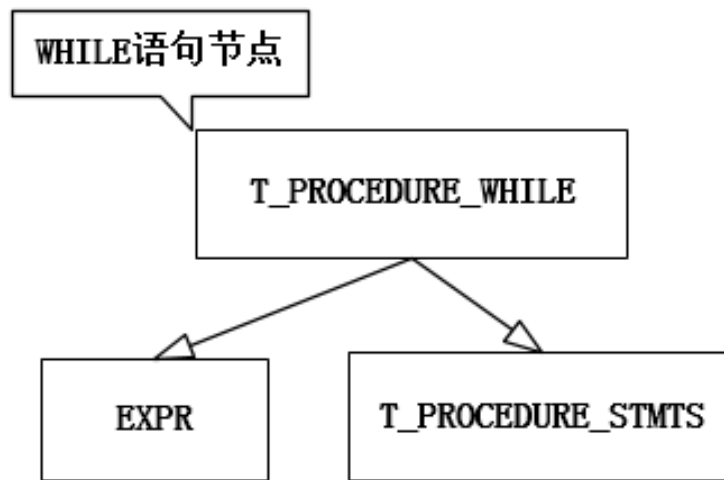 WHILE语句节点
T_PROCEDURE_WHILE
EXPR
T_PROCEDURE_STMTS